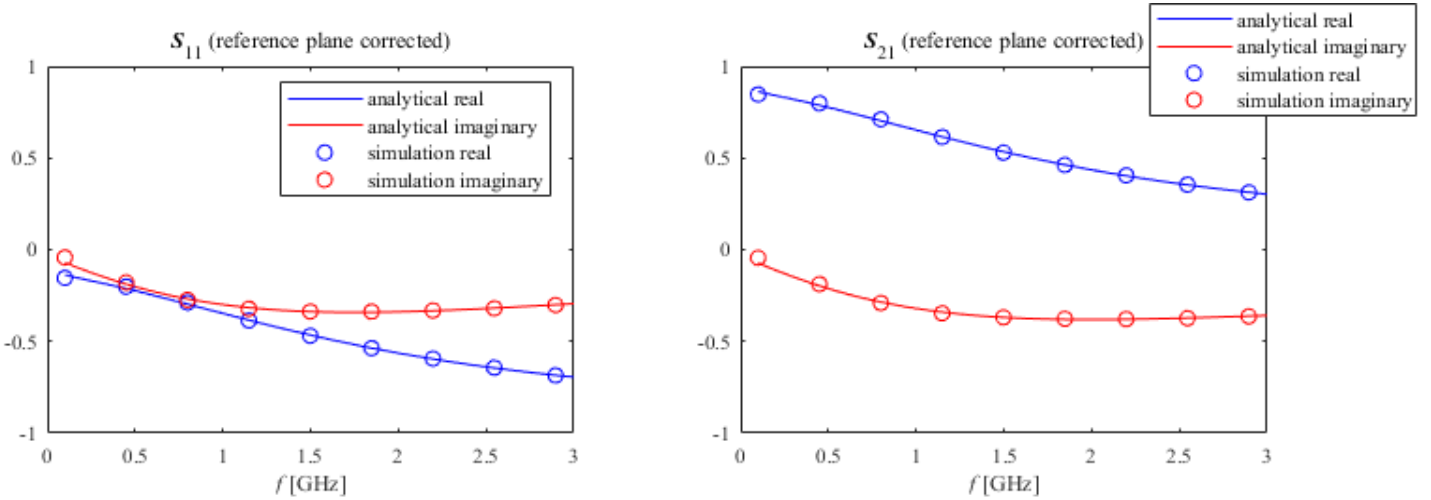 S11 (reference plane corrected)
1
0.5
0
-0.5
-1
0
0.5
1
1.5
2
2.5
3
f [GHz]
analytical real
analytical imaginary
simulation real
simulation imaginary
S21 (reference plane corrected)
1
0.5
0
-0.5
-1
0
0.5
1
1.5
2
2.5
3
f [GHz]
analytical real
analytical imaginary
simulation real
simulation imaginary